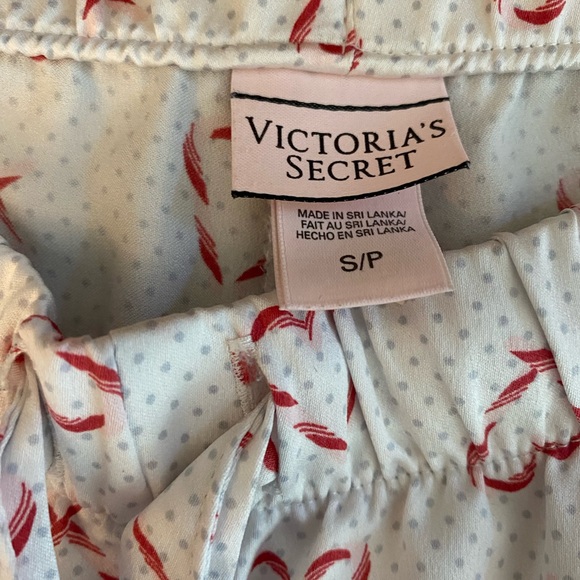 VICTORIA'S
SECRET
MADE IN SRI LANKA/
FAIT AU SRI LANKA/
HECHO EN SRI LANKA
S/P